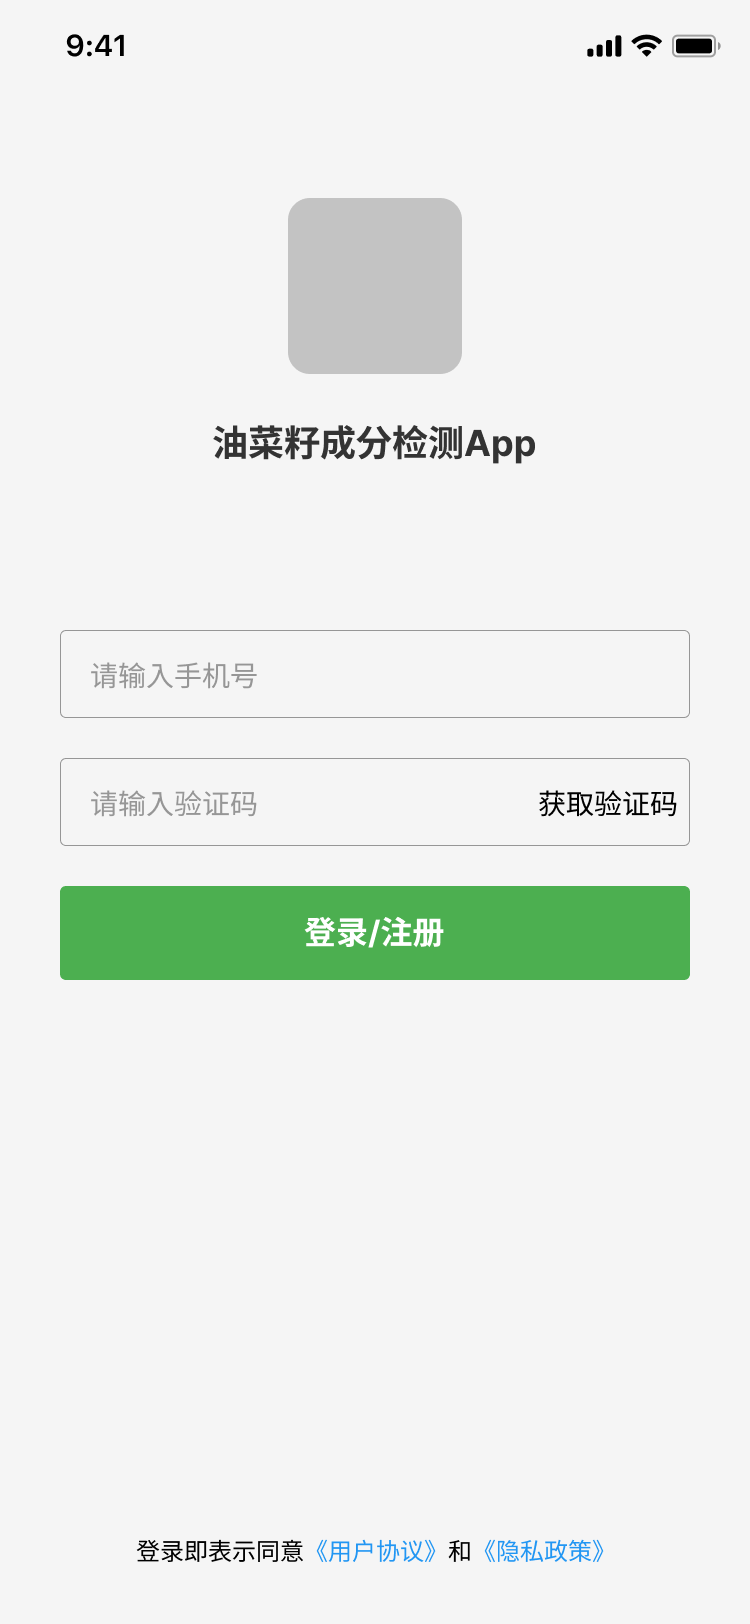 9:41
油菜籽成分检测App
请输入手机号
请输入验证码 获取验证码
登录/注册
登录即表示同意《用户协议》和《隐私政策》